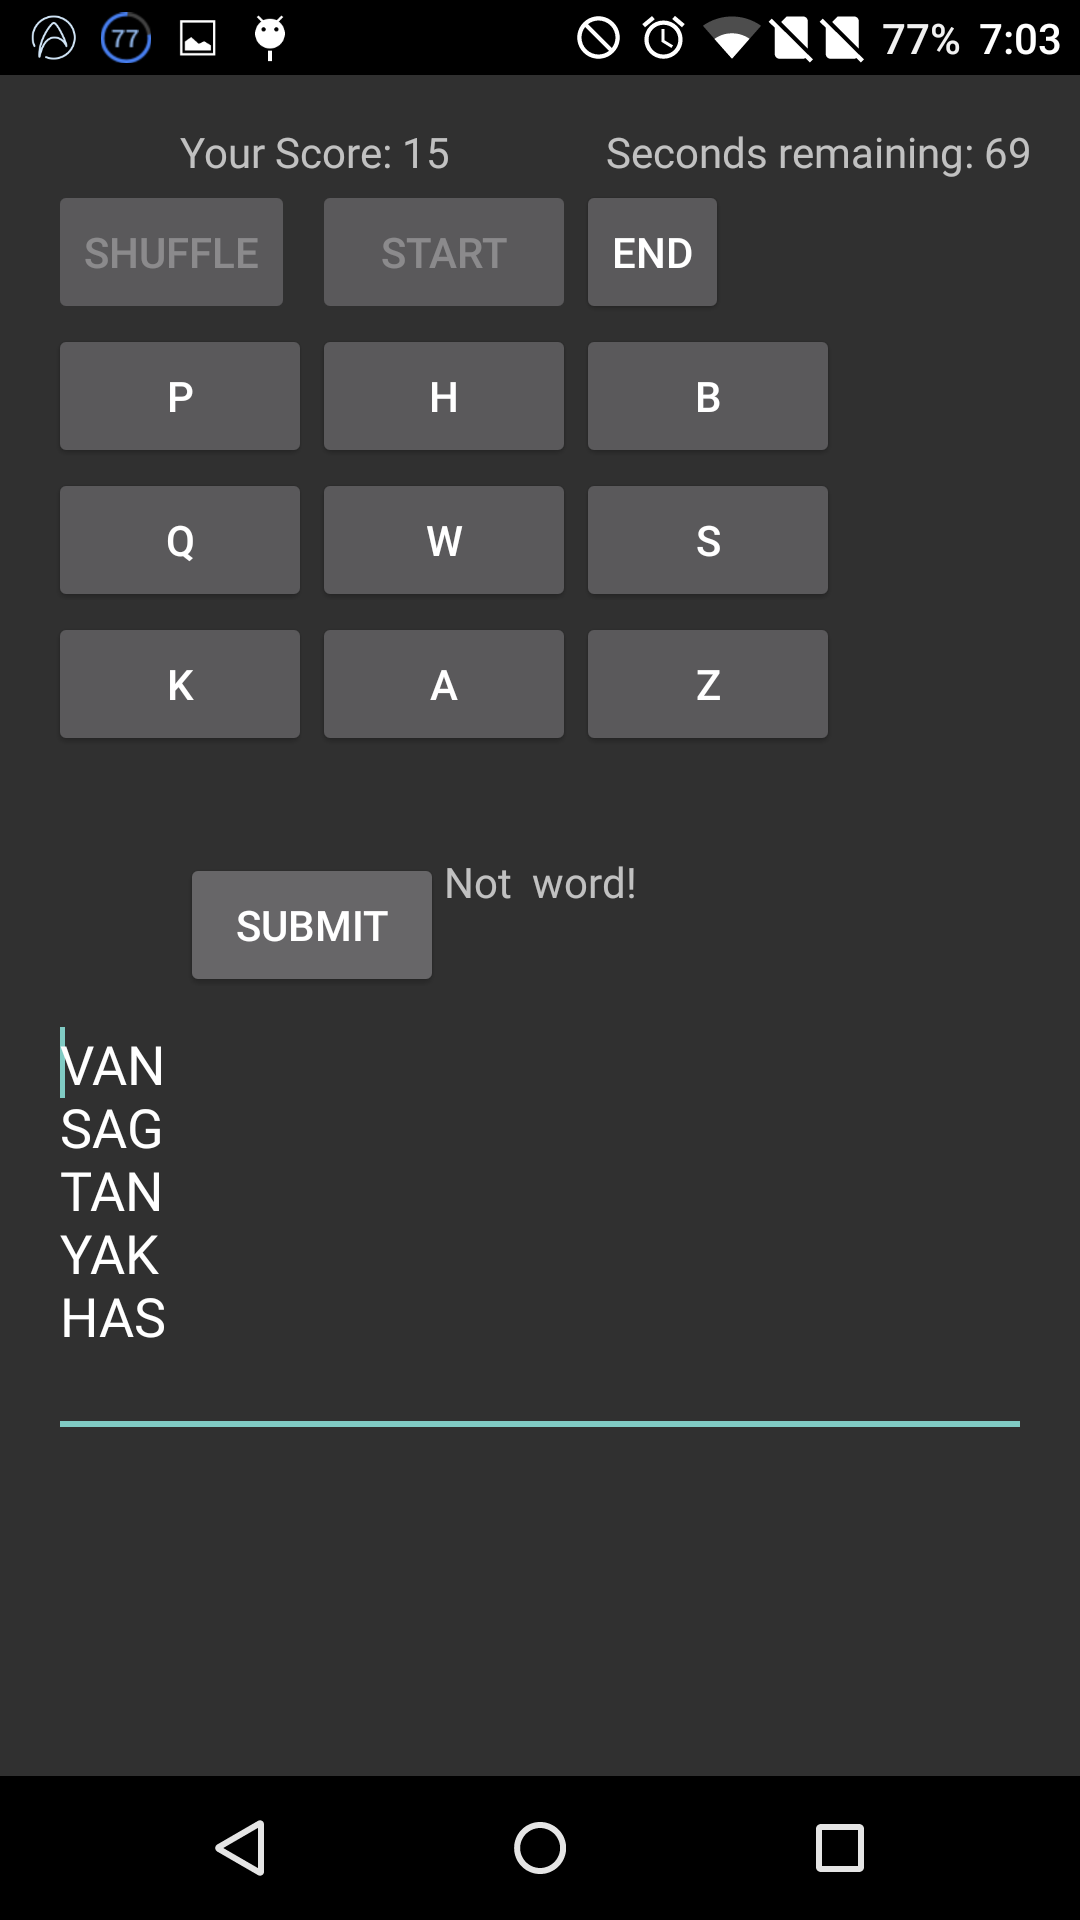 77 77% 7:03
Your Score: 15 Seconds remaining: 69
SHUFFLE START END
P H B
Q W S
K A Z
Not  word!
SUBMIT
VAN
SAG
TAN
YAK
HAS